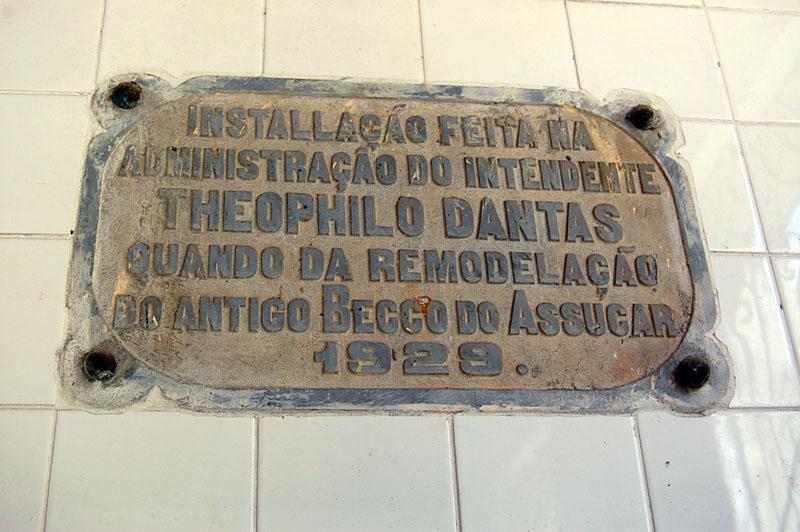 INSTALLAÇÃO FEITA NA
ADMINISTRAÇÃO DO INTENDENTE
THEOPHILO DANTAS
QUANDO DA REMODELAÇÃO
DO ANTIGO BECCO DO ASSUCAR
1929.